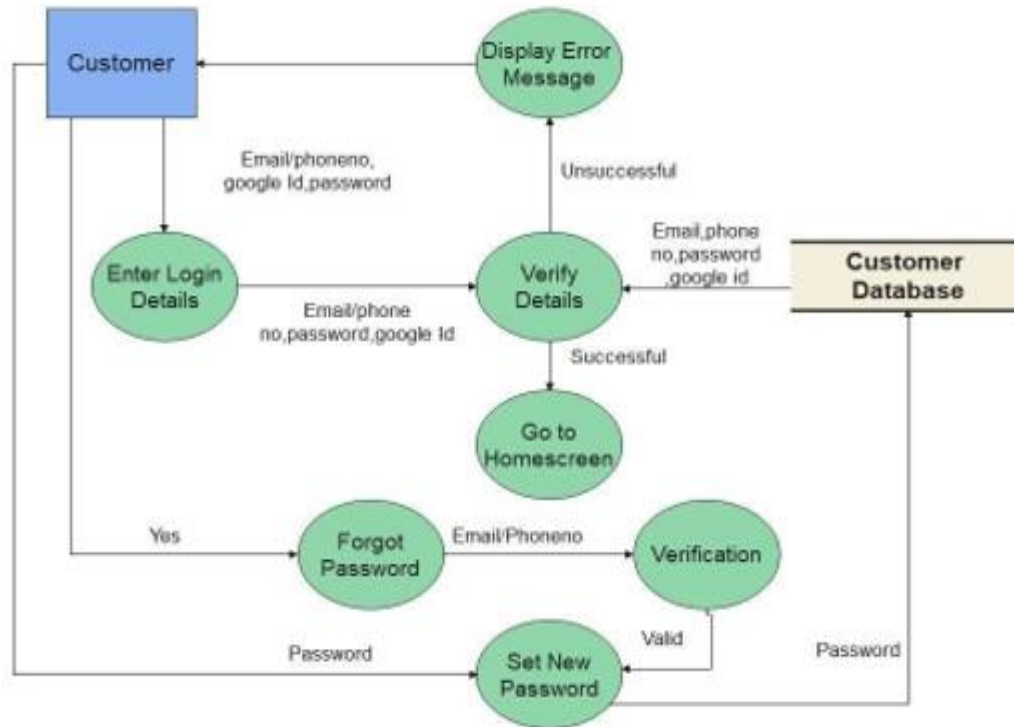 Customer
Display Error
Message
Email/phoneno,
google Id,password
Unsuccessful
Enter Login
Details
Email/phone
no,password,google Id
Verify
Details
Email,phone
no,password
,google id
Customer
Database
Successful
Go to
Homescreen
Yes
Forgot
Password
Email/Phoneno
Verification
Valid
Password
Set New
Password
Password